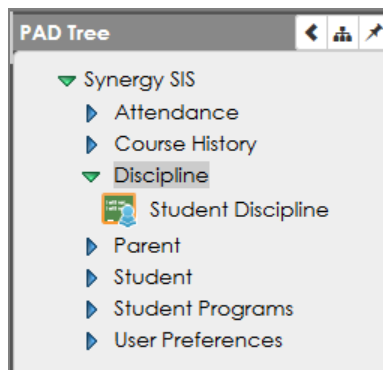 PAD Tree
Synergy SIS
Attendance
Course History
Discipline
Student Discipline
Parent
Student
Student Programs
User Preferences